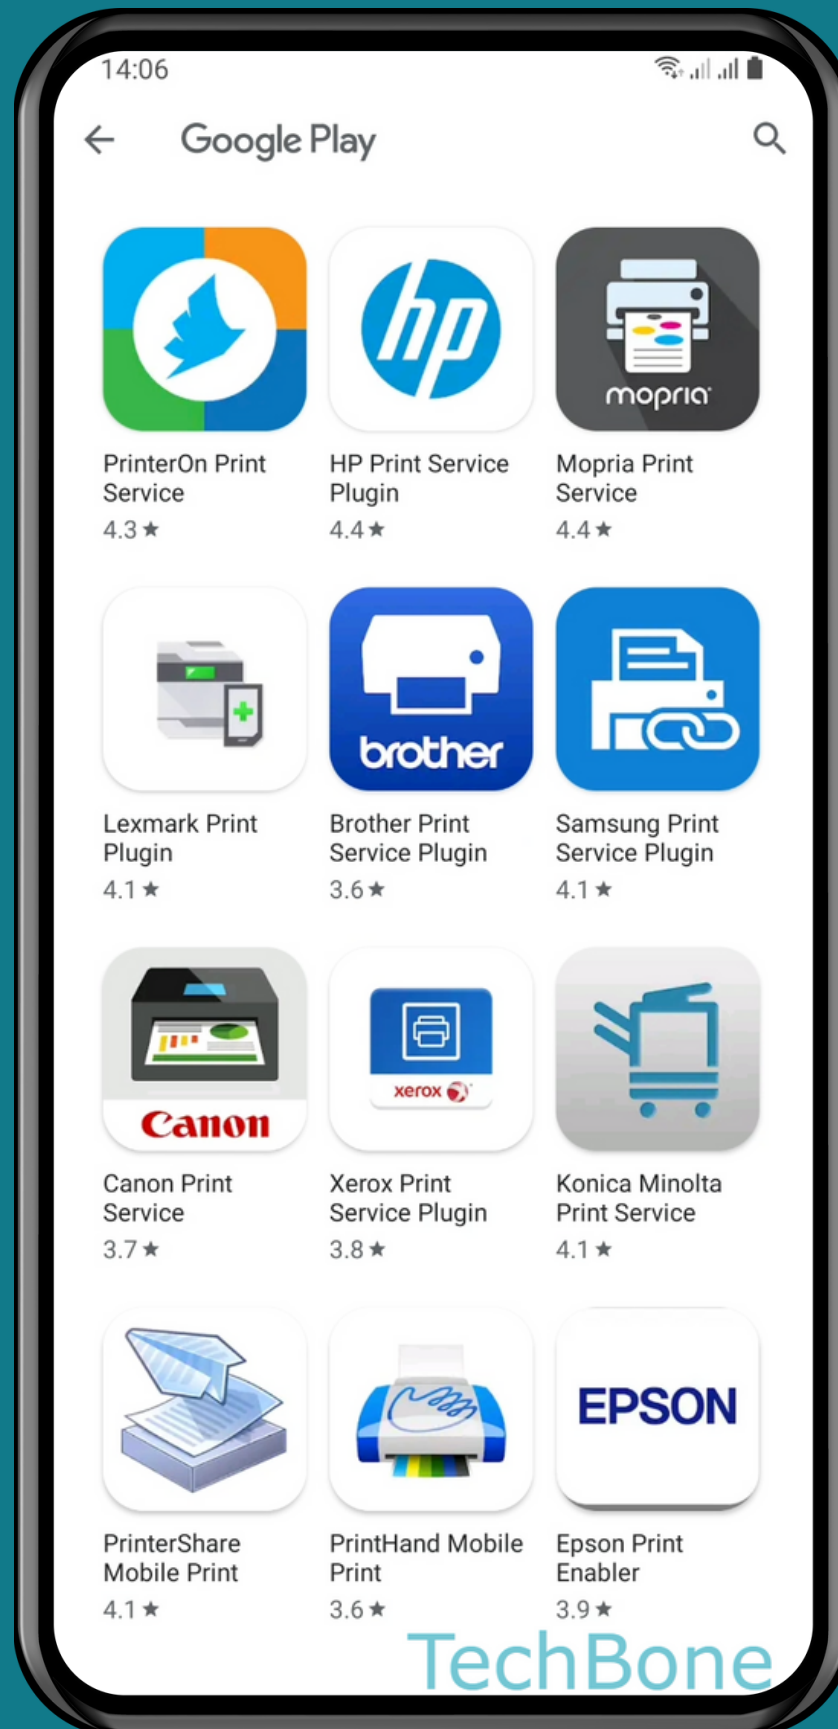 14:06
Google Play
hp
mopria
PrinterOn Print
Service
4.3★
HP Print Service
Plugin
4.4★
Mopria Print
Service
4.4★
brother
Lexmark Print
Plugin
4.1★
Brother Print
Service Plugin
3.6★
Samsung Print
Service Plugin
4.1★
Canon
xerox
Canon Print
Service
3.7★
Xerox Print
Service Plugin
3.8★
Konica Minolta
Print Service
4.1★
EPSON
PrinterShare
Mobile Print
4.1★
PrintHand Mobile
Print
3.6★
Epson Print
Enabler
3.9★
TechBone